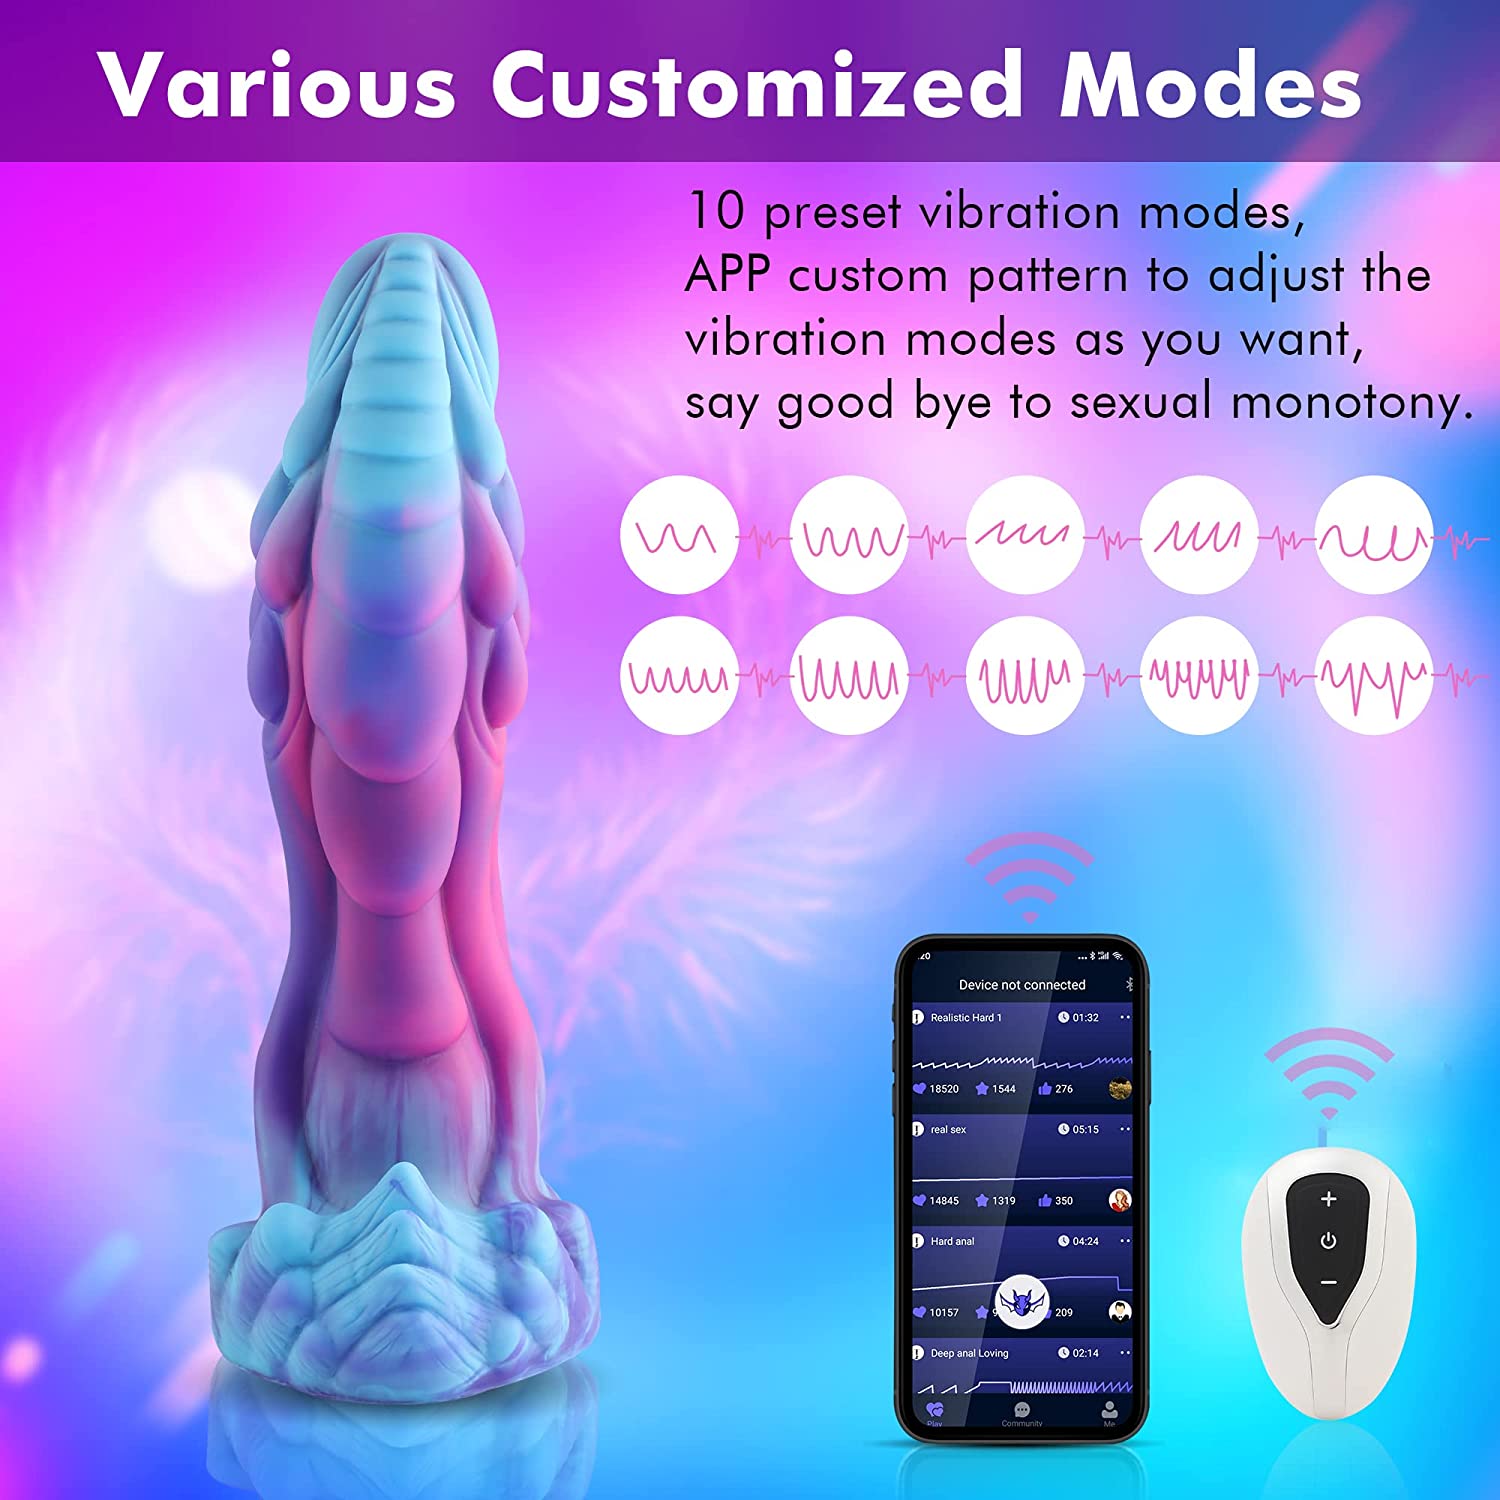 Various Customized Modes
10 preset vibration modes,
APP custom pattern to adjust the
vibration modes as you want,
say good bye to sexual monotony.
Device not connected
Realistic Hard 1 01:32
18520 1544 276
real sex 05:15
14845 1319 350
Hard anal 04:24
10157 209
Deep anal Loving 02:14
Play Community Me
+
−